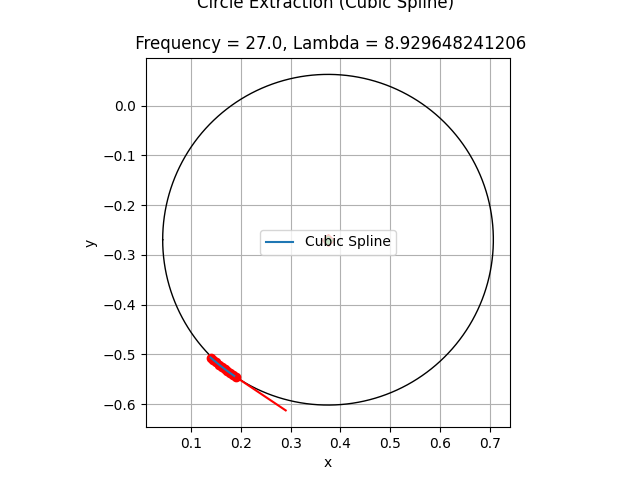 Circle Extraction (Cubic Spline)
Frequency = 27.0, Lambda = 8.929648241206
0.0
−0.1
−0.2
−0.3
−0.4
−0.5
−0.6
y
Cubic Spline
0.1 0.2 0.3 0.4 0.5 0.6 0.7
x